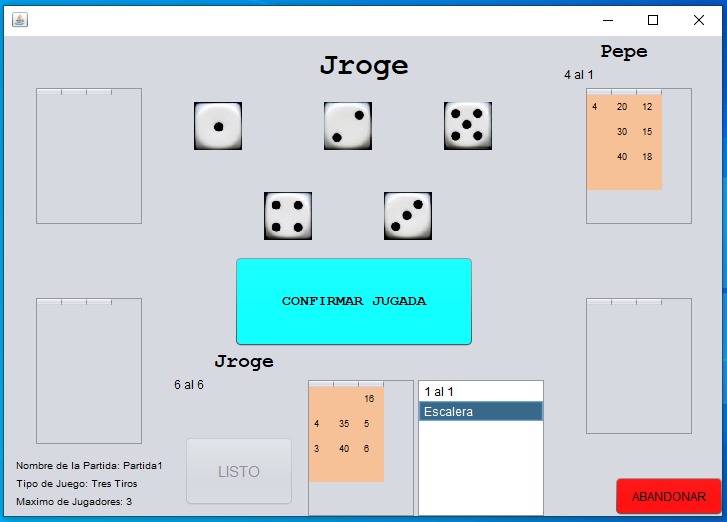 Jroge
Pepe
4 al 1
4 20 12
30 15
40 18
CONFIRMAR JUGADA
Jroge
6 al 6
16
4 35 5
3 40 6
1 al 1
Escalera
LISTO
Nombre de la Partida: Partida1
Tipo de Juego: Tres Tiros
Maximo de Jugadores: 3
ABANDONAR